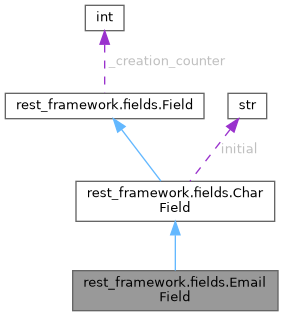 int
_creation_counter
rest_framework.fields.Field
str
initial
rest_framework.fields.Char
Field
rest_framework.fields.Email
Field